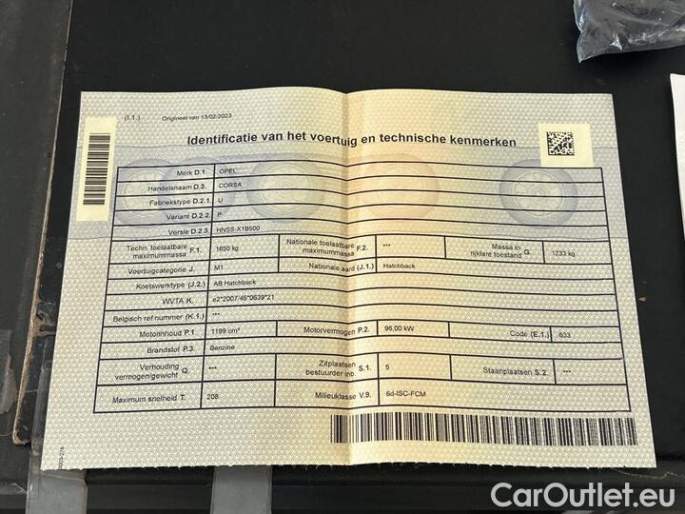 (I.1.) Origineel van 13/02/2023
Identificatie van het voertuig en technische kenmerken
Merk D.1. OPEL
Handelsnaam D.3. CORSA
Fabriekstype D.2.1. U
Variant D.2.2. P
Versie D.2.3. HNSS-X1B500
Techn. toelaatbare maximummassa F.1. 1650 kg Nationale toelaatbare maximummassa F.2. *** Massa in rijklare toestand G. 1233 kg
Voertuigcategorie J. M1 Nationale aard (J.1.) Hatchback
Koetswerktype (J.2.) AB Hatchback
WVTA K. e2*2007/46*0639*21
Belgisch ref nummer (K.1.) ***
Motorinhoud P.1 1199 cm³ Motorvermogen P.2. 96,00 kW Code (E.1.) 633
Brandstof P.3. Benzine
Verhouding vermogen/gewicht Q. *** Zitplaatsen bestuurder inb. S.1. 5 Staanplaatsen S.2. ***
Maximum snelheid T. 208 Milieuklasse V.9. 6d-ISC-FCM
CarOutlet.eu